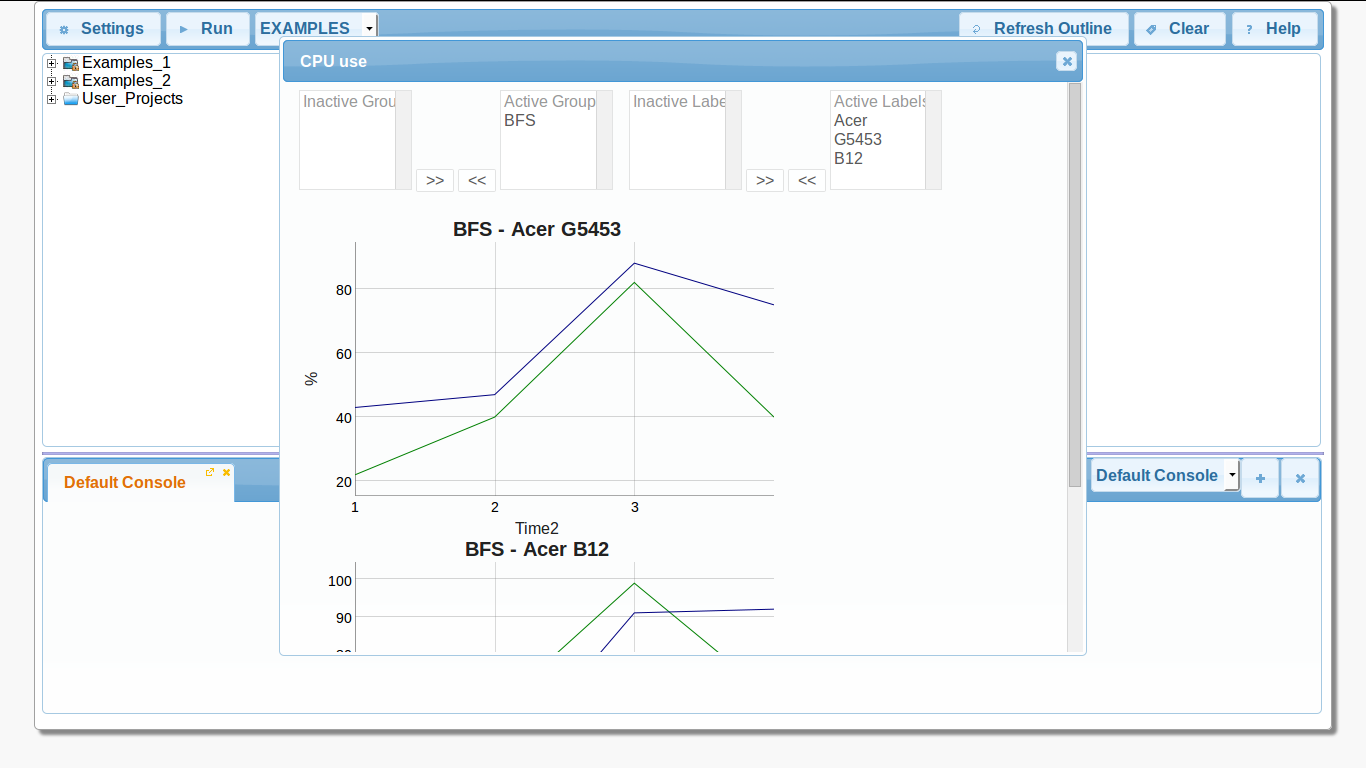 Settings
Run
EXAMPLES
Refresh Outline
Clear
? Help
Examples_1
Examples_2
User_Projects
CPU use
Inactive Grou
Active Group
BFS
Inactive Labe
Active Labels
Acer
G5453
B12
>>
<<
>>
<<
BFS - Acer G5453
80
60
40
20
%
1 2 3
Time2
BFS - Acer B12
100
90
Default Console
Default Console